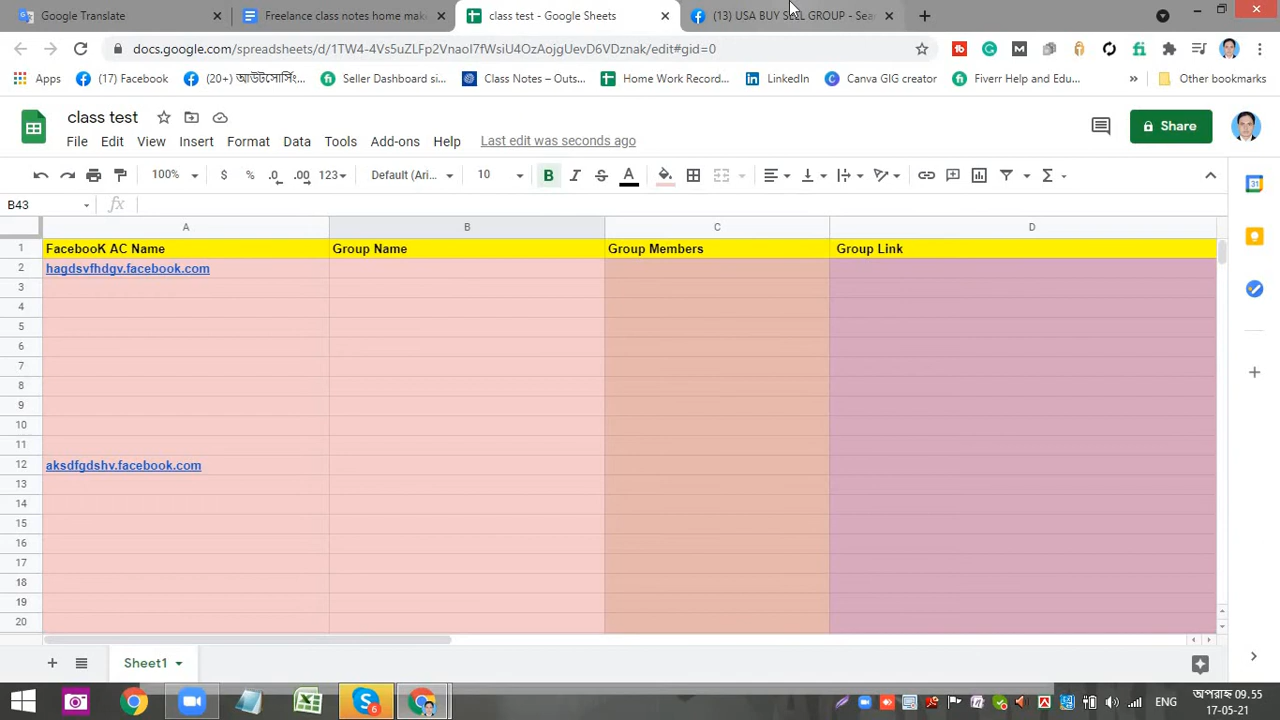 Google Translate
Freelance class notes home mak
class test - Google Sheets
(13) USA BUY SELL GROUP - Sea
docs.google.com/spreadsheets/d/1TW4-4Vs5uZLFp2VnaoI7fWsiU4OzAojgUevD6VDznak/edit#gid=0
Apps
(17) Facebook
(20+) আউটসোর্সিং...
Seller Dashboard si...
Class Notes – Outs...
Home Work Record...
LinkedIn
Canva GIG creator
Fiverr Help and Edu...
»
Other bookmarks
class test
File Edit View Insert Format Data Tools Add-ons Help Last edit was seconds ago
Share
100% $ % .0 .00 123 Default (Ari... 10 B I S A
B43 fx
A B C D
1 FacebooK AC Name Group Name Group Members Group Link
2 hagdsvfhdgv.facebook.com
3
4
5
6
7
8
9
10
11
12 aksdfgdshv.facebook.com
13
14
15
16
17
18
19
20
Sheet1
ENG
অপরাহ্ন 09.55
17-05-21